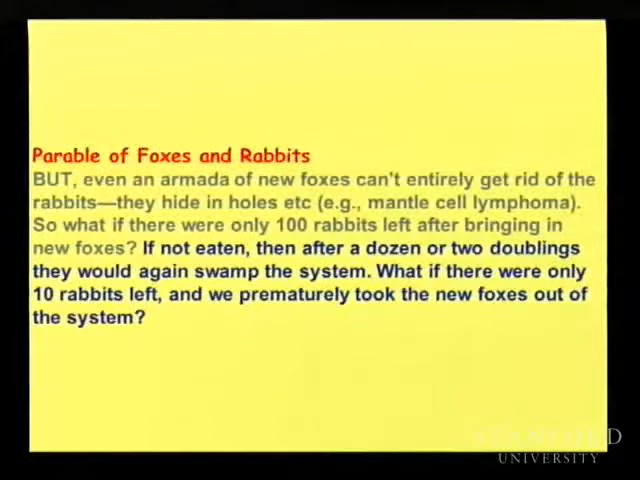 Parable of Foxes and Rabbits
BUT, even an armada of new foxes can't entirely get rid of the
rabbits—they hide in holes etc (e.g., mantle cell lymphoma).
So what if there were only 100 rabbits left after bringing in
new foxes? If not eaten, then after a dozen or two doublings
they would again swamp the system. What if there were only
10 rabbits left, and we prematurely took the new foxes out of
the system?
STANFORD
UNIVERSITY